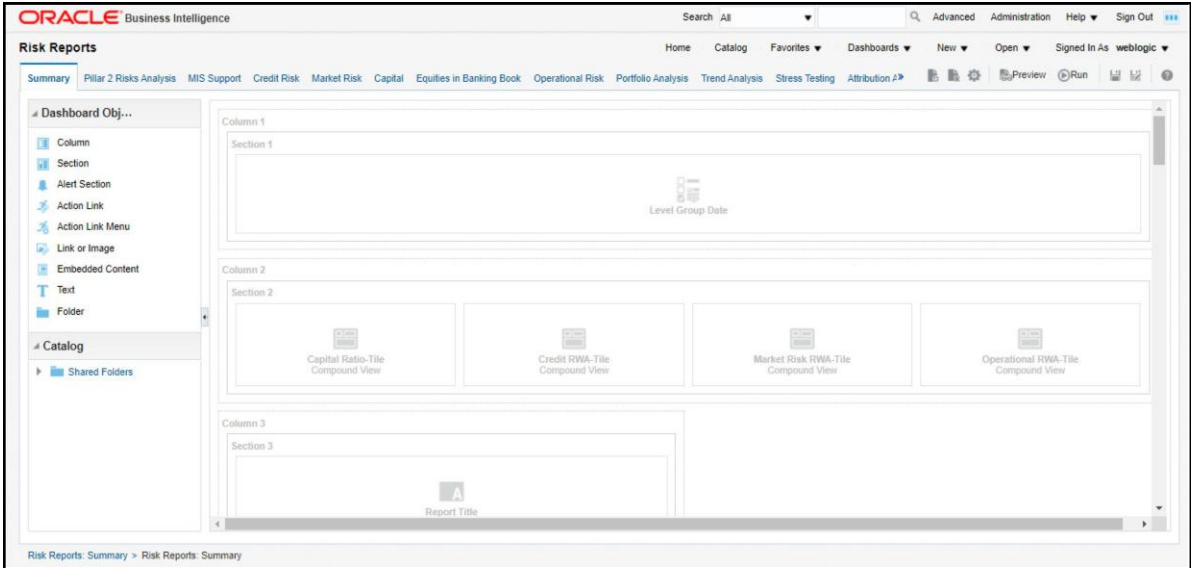 ORACLE Business Intelligence
Search All
Advanced
Administration
Help
Sign Out
Risk Reports
Home
Catalog
Favorites
Dashboards
New
Open
Signed In As weblogic
Summary
Pillar 2 Risks Analysis
MIS Support
Credit Risk
Market Risk
Capital
Equities in Banking Book
Operational Risk
Portfolio Analysis
Trend Analysis
Stress Testing
Attribution
Preview
Run
Dashboard Obj...
Column
Section
Alert Section
Action Link
Action Link Menu
Link or Image
Embedded Content
Text
Folder
Catalog
Shared Folders
Column 1
Section 1
Level Group Date
Column 2
Section 2
Capital Ratio-Tile
Compound View
Credit RWA-Tile
Compound View
Market Risk RWA-Tile
Compound View
Operational RWA-Tile
Compound View
Column 3
Section 3
Report Title
Risk Reports: Summary > Risk Reports: Summary